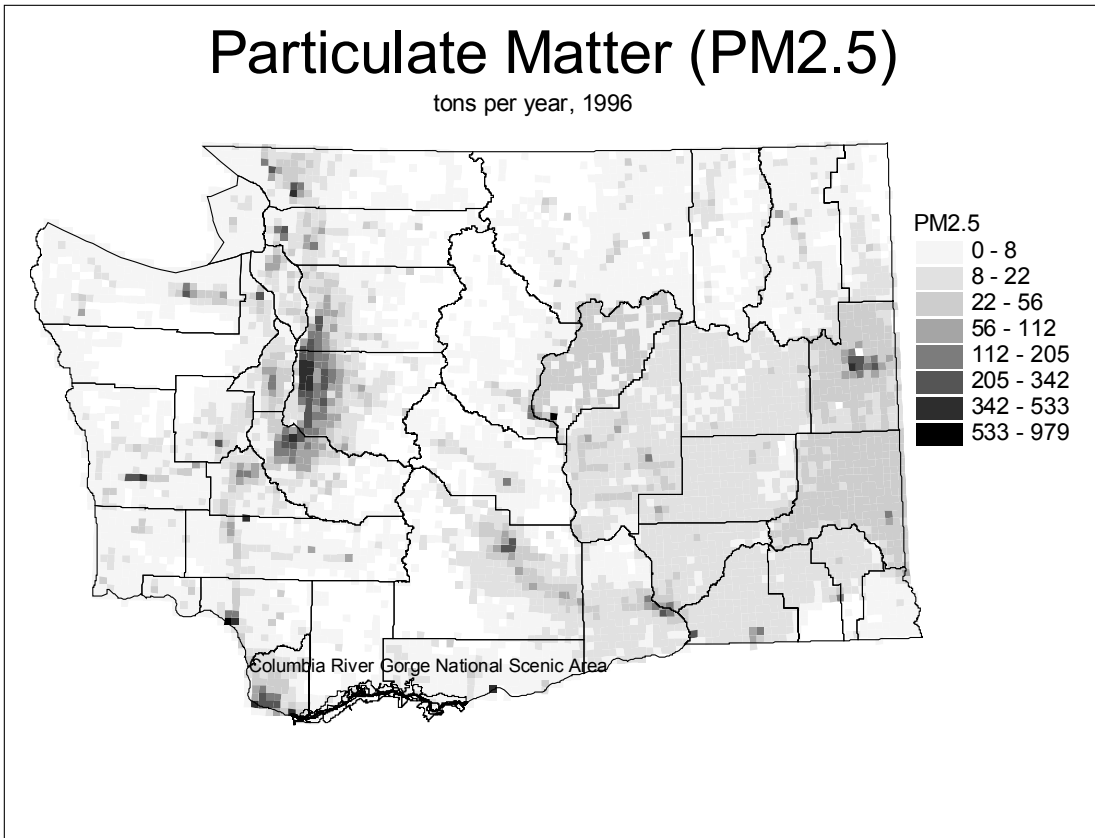 Particulate Matter (PM2.5)
tons per year, 1996
PM2.5
0 - 8
8 - 22
22 - 56
56 - 112
112 - 205
205 - 342
342 - 533
533 - 979
Columbia River Gorge National Scenic Area